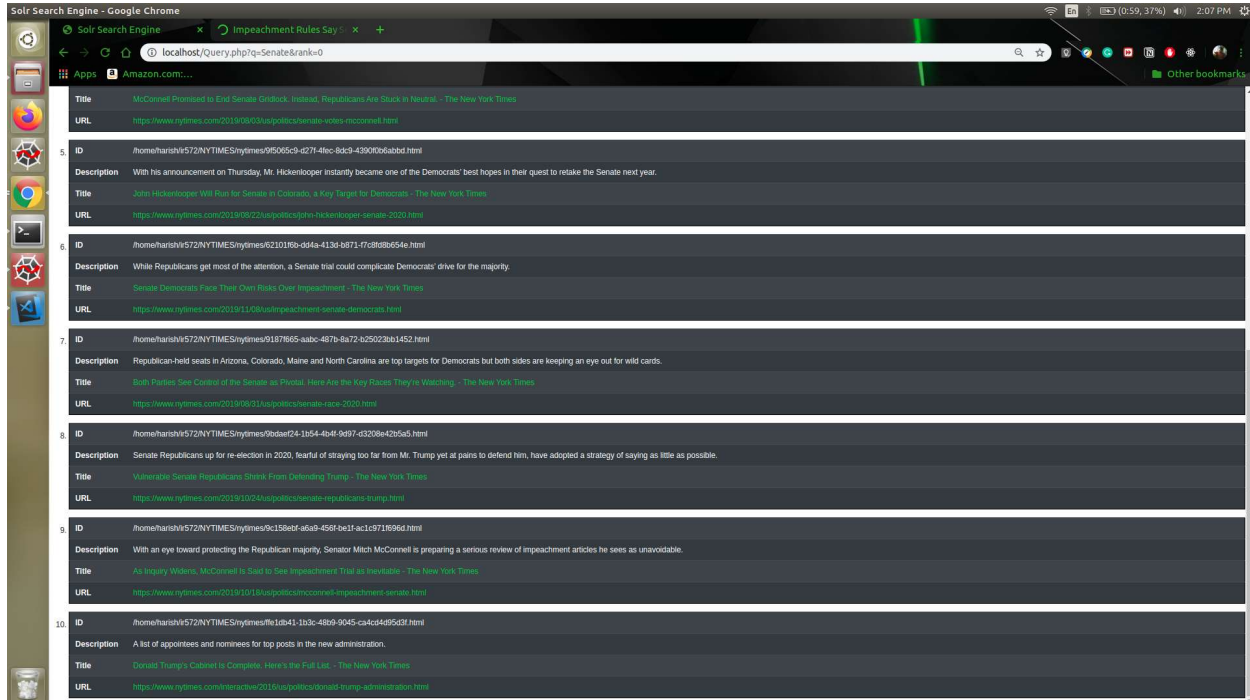 Solr Search Engine - Google Chrome
En
(0:59, 37%)
2:07 PM
Solr Search Engine
Impeachment Rules Say S
localhost/Query.php?q=Senate&rank=0
Apps
Amazon.com:...
Other bookmarks
Title McConnell Promised to End Senate Gridlock. Instead, Republicans Are Stuck in Neutral. - The New York Times
URL https://www.nytimes.com/2019/08/03/us/politics/senate-votes-mcconnell.html
5. ID /home/harish/ir572/NYTIMES/nytimes/9f5065c9-d27f-4fec-8dc9-4390f0b6abbd.html
Description With his announcement on Thursday, Mr. Hickenlooper instantly became one of the Democrats' best hopes in their quest to retake the Senate next year.
Title John Hickenlooper Will Run for Senate in Colorado, a Key Target for Democrats - The New York Times
URL https://www.nytimes.com/2019/08/22/us/politics/john-hickenlooper-senate-2020.html
6. ID /home/harish/ir572/NYTIMES/nytimes/62101f6b-dd4a-413d-b871-f7c8fd8b654e.html
Description While Republicans get most of the attention, a Senate trial could complicate Democrats' drive for the majority.
Title Senate Democrats Face Their Own Risks Over Impeachment - The New York Times
URL https://www.nytimes.com/2019/11/08/us/impeachment-senate-democrats.html
7. ID /home/harish/ir572/NYTIMES/nytimes/9187f665-aabc-487b-8a72-b25023bb1452.html
Description Republican-held seats in Arizona, Colorado, Maine and North Carolina are top targets for Democrats but both sides are keeping an eye out for wild cards.
Title Both Parties See Control of the Senate as Pivotal. Here Are the Key Races They're Watching. - The New York Times
URL https://www.nytimes.com/2019/08/31/us/politics/senate-race-2020.html
8. ID /home/harish/ir572/NYTIMES/nytimes/9bdaef24-1b54-4b4f-9d97-d3208e42b5a5.html
Description Senate Republicans up for re-election in 2020, fearful of straying too far from Mr. Trump yet at pains to defend him, have adopted a strategy of saying as little as possible.
Title Vulnerable Senate Republicans Shrink From Defending Trump - The New York Times
URL https://www.nytimes.com/2019/10/24/us/politics/senate-republicans-trump.html
9. ID /home/harish/ir572/NYTIMES/nytimes/9c158ebf-a6a9-456f-be1f-ac1c971f696d.html
Description With an eye toward protecting the Republican majority, Senator Mitch McConnell is preparing a serious review of impeachment articles he sees as unavoidable.
Title As Inquiry Widens, McConnell Is Said to See Impeachment Trial as Inevitable - The New York Times
URL https://www.nytimes.com/2019/10/18/us/politics/mcconnell-impeachment-senate.html
10. ID /home/harish/ir572/NYTIMES/nytimes/ffe1db41-1b3c-48b9-9045-ca4cd4d95d3f.html
Description A list of appointees and nominees for top posts in the new administration.
Title Donald Trump's Cabinet Is Complete. Here's the Full List. - The New York Times
URL https://www.nytimes.com/interactive/2016/us/politics/donald-trump-administration.html